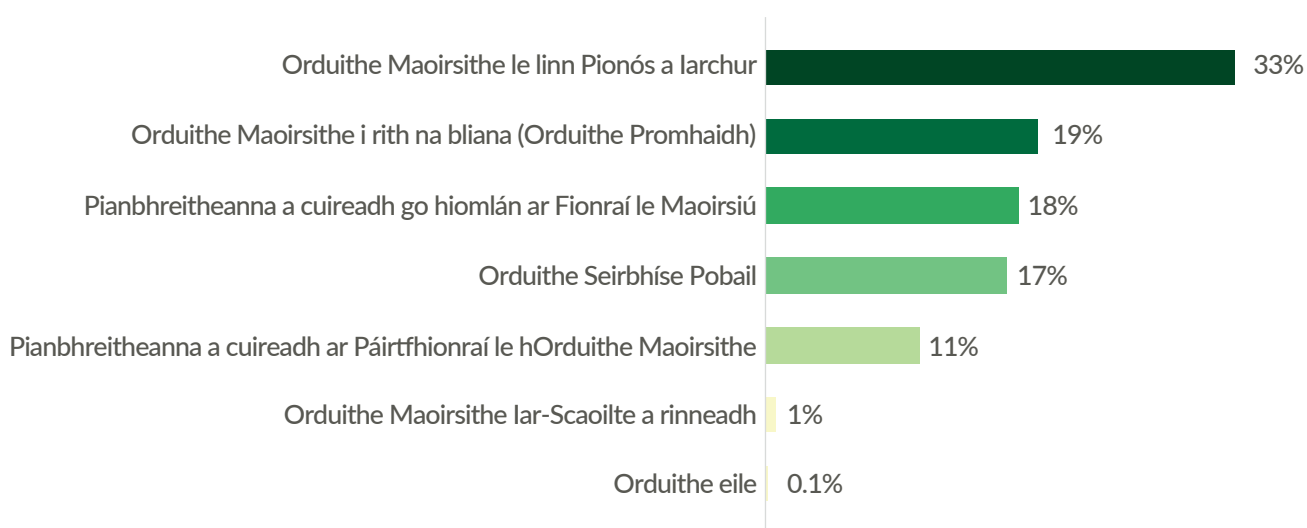 Orduithe Maoirsithe le linn Pionós a Iarchur 33%
Orduithe Maoirsithe i rith na bliana (Orduithe Promhaidh) 19%
Pianbhreitheanna a cuireadh go hiomlán ar Fionraí le Maoirsiú 18%
Orduithe Seirbhíse Pobail 17%
Pianbhreitheanna a cuireadh ar Páirtfhionraí le hOrduithe Maoirsithe 11%
Orduithe Maoirsithe Iar-Scaoilte a rinneadh 1%
Orduithe eile 0.1%